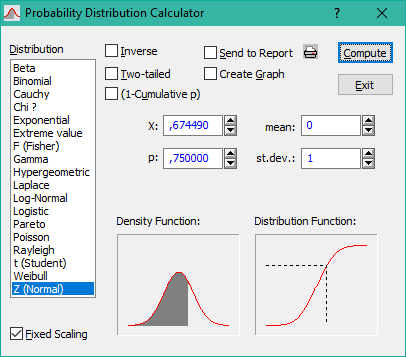 Probability Distribution Calculator
?
Distribution
Beta
Binomial
Cauchy
Chi ?
Exponential
Extreme value
F (Fisher)
Gamma
Hypergeometric
Laplace
Log-Normal
Logistic
Pareto
Poisson
Rayleigh
t (Student)
Weibull
Z (Normal)
Fixed Scaling
Inverse
Two-tailed
(1-Cumulative p)
Send to Report
Create Graph
Compute
Exit
X: ,674490
mean: 0
p: ,750000
st.dev.: 1
Density Function:
Distribution Function: